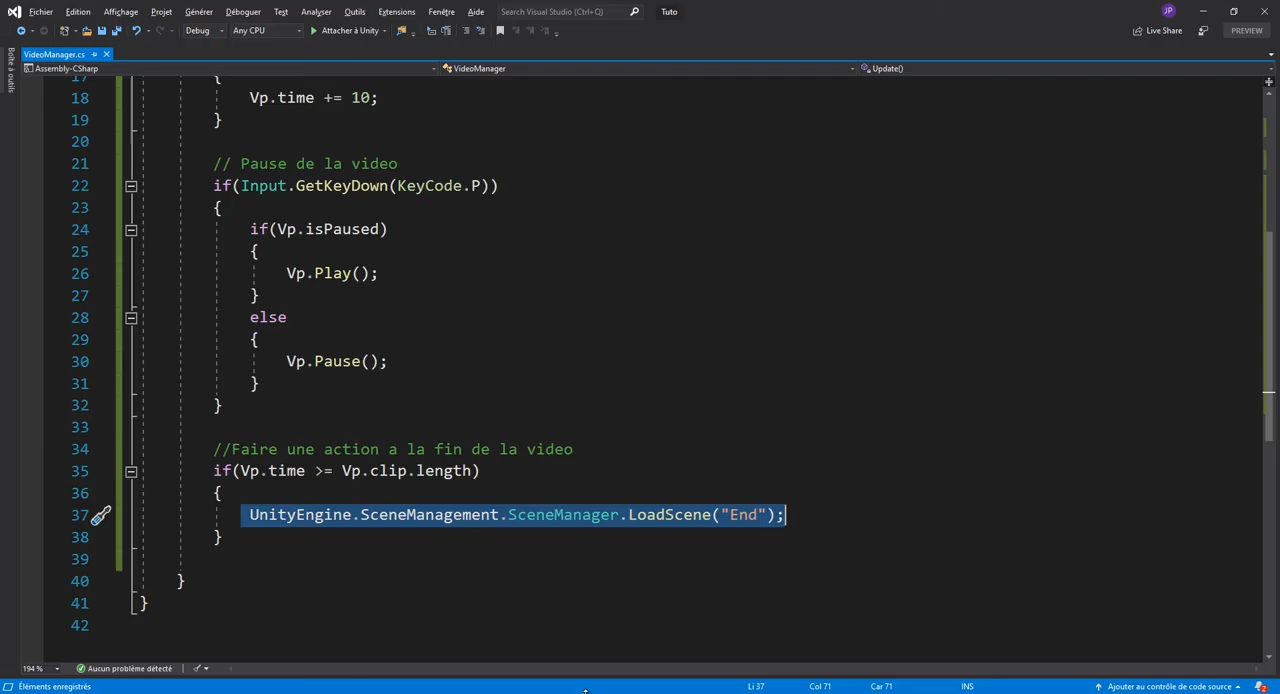 Fichier Edition Affichage Projet Générer Déboguer Test Analyser Outils Extensions Fenêtre Aide Search Visual Studio (Ctrl+Q) Tuto JP
Debug Any CPU Attacher à Unity Live Share PREVIEW
Boîte à outils
VideoManager.cs
Assembly-CSharp VideoManager Update()
17 {
18 Vp.time += 10;
19 }
20
21 // Pause de la video
22 if(Input.GetKeyDown(KeyCode.P))
23 {
24 if(Vp.isPaused)
25 {
26 Vp.Play();
27 }
28 else
29 {
30 Vp.Pause();
31 }
32 }
33
34 //Faire une action a la fin de la video
35 if(Vp.time >= Vp.clip.length)
36 {
37 UnityEngine.SceneManagement.SceneManager.LoadScene("End");
38 }
39
40 }
41 }
42
194 % Aucun problème détecté
Éléments enregistrés Li 37 Col 71 Car 71 INS Ajouter au contrôle de code source 2